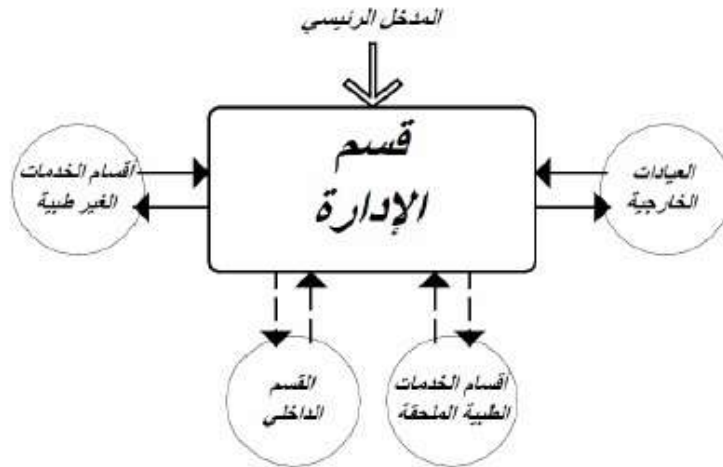 المدخل الرئيسي
قسم
الإدارة
العيادات
الخارجية
أقسام الخدمات
الغير طبية
القسم
الداخلي
أقسام الخدمات
الطبية الملحقة